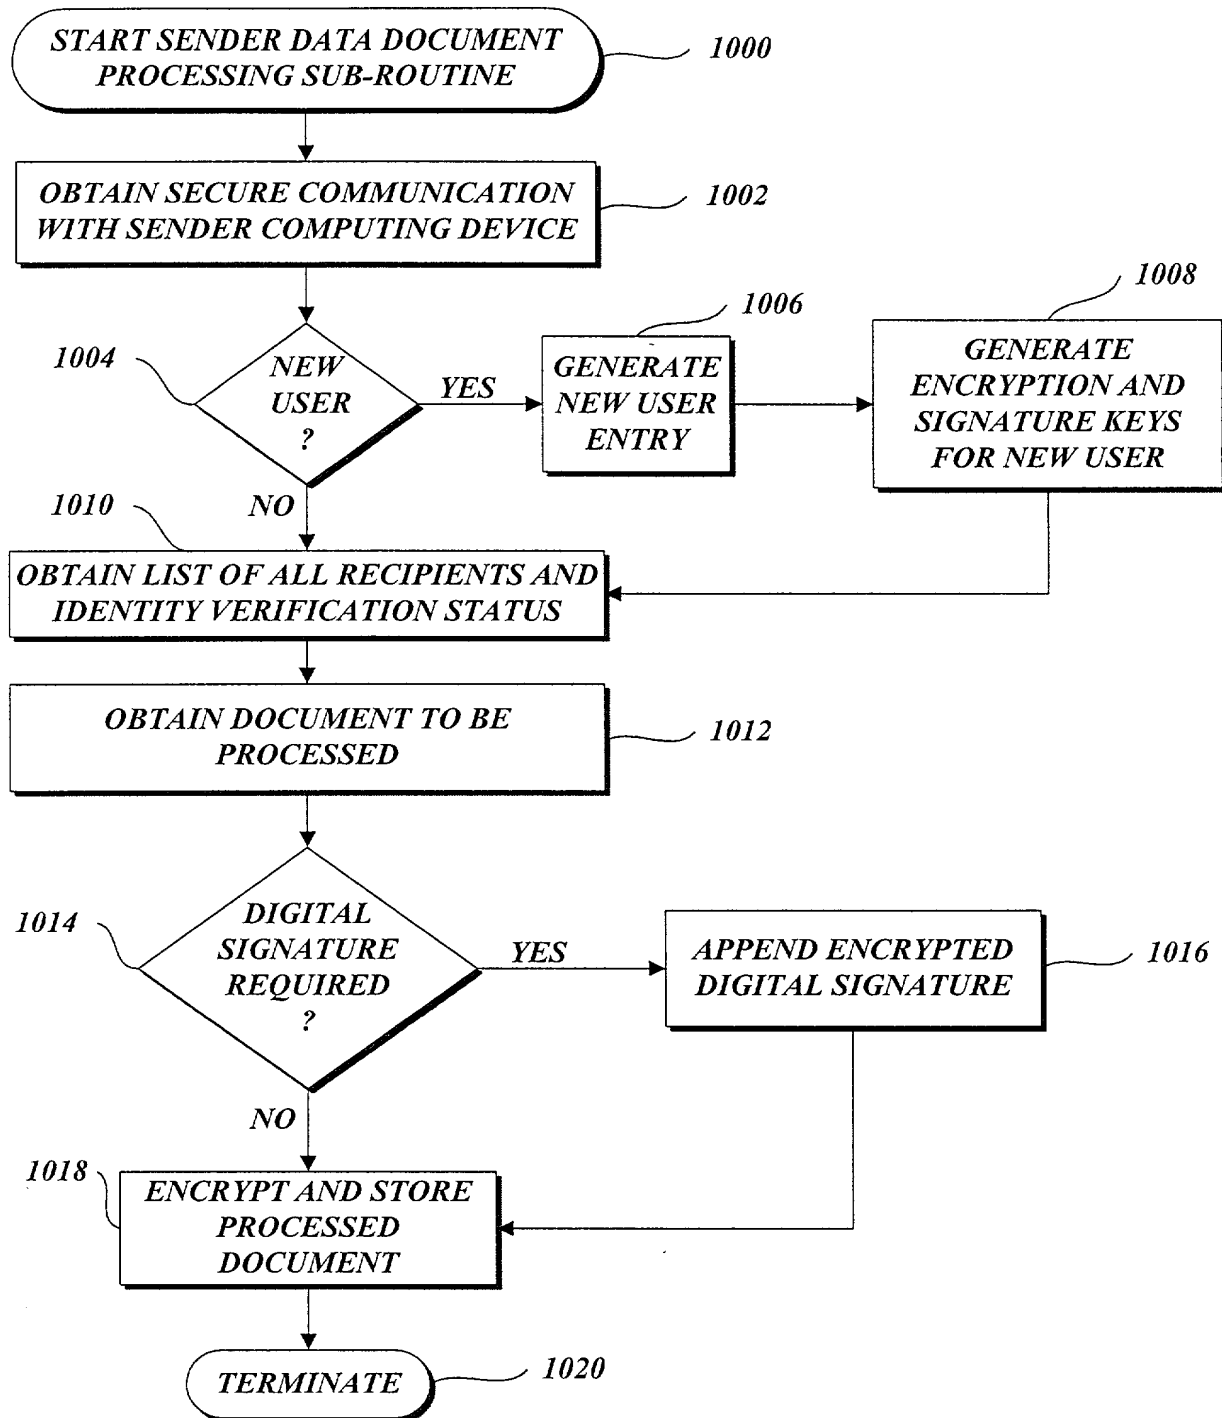 START SENDER DATA DOCUMENT
PROCESSING SUB-ROUTINE
1000
OBTAIN SECURE COMMUNICATION
WITH SENDER COMPUTING DEVICE
1002
1004
NEW
USER
?
YES
NO
1006
GENERATE
NEW USER
ENTRY
1008
GENERATE
ENCRYPTION AND
SIGNATURE KEYS
FOR NEW USER
1010
OBTAIN LIST OF ALL RECIPIENTS AND
IDENTITY VERIFICATION STATUS
OBTAIN DOCUMENT TO BE
PROCESSED
1012
1014
DIGITAL
SIGNATURE
REQUIRED
?
YES
NO
APPEND ENCRYPTED
DIGITAL SIGNATURE
1016
1018
ENCRYPT AND STORE
PROCESSED
DOCUMENT
TERMINATE
1020